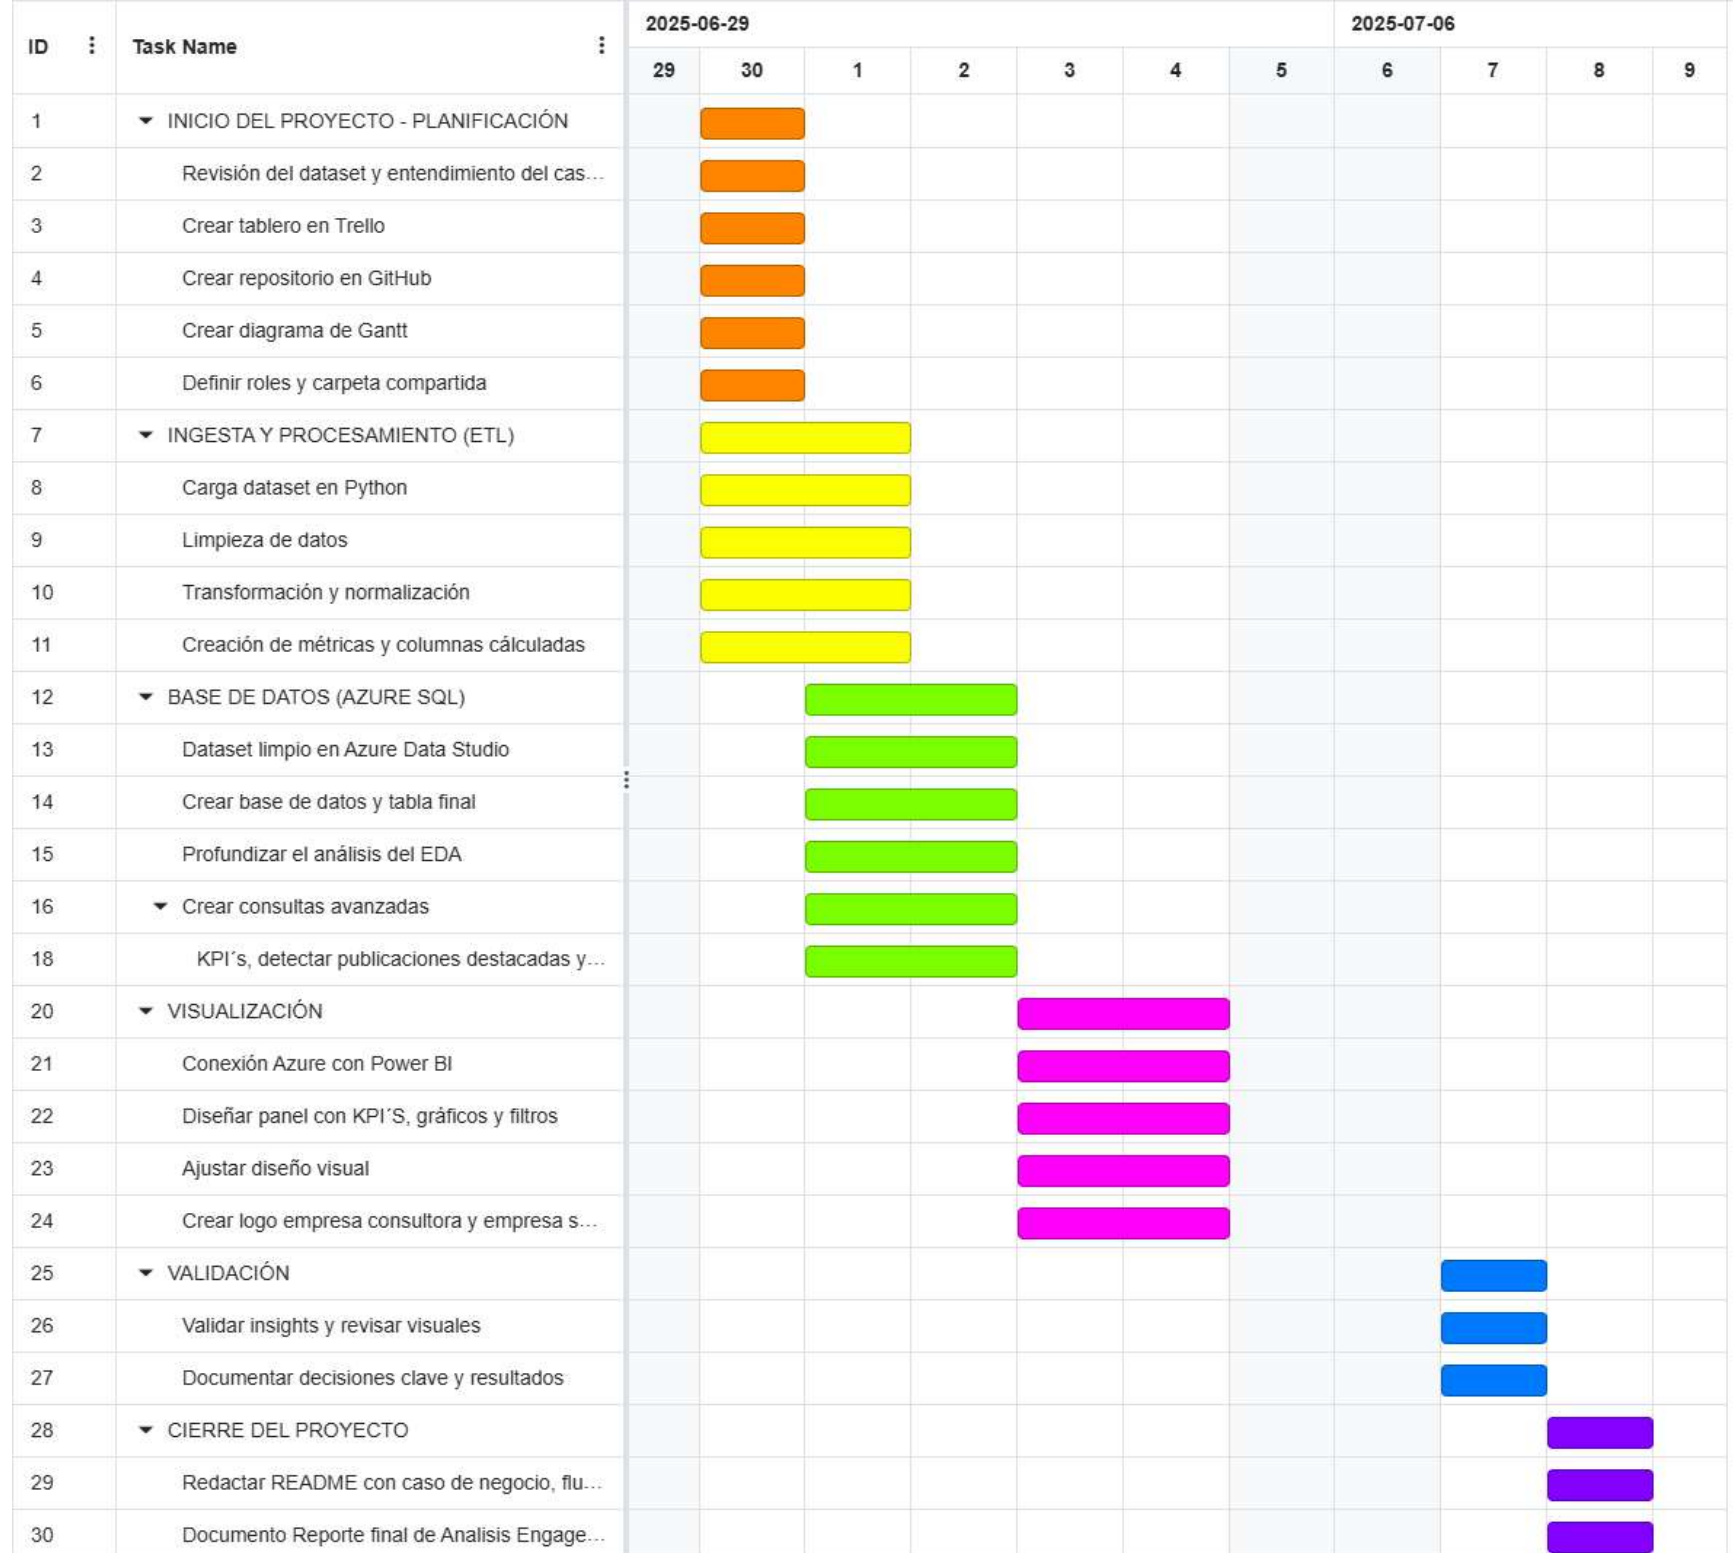 2025-06-29 2025-07-06
ID Task Name
29 30 1 2 3 4 5 6 7 8 9
1 INICIO DEL PROYECTO - PLANIFICACIÓN
2 Revisión del dataset y entendimiento del cas...
3 Crear tablero en Trello
4 Crear repositorio en GitHub
5 Crear diagrama de Gantt
6 Definir roles y carpeta compartida
7 INGESTA Y PROCESAMIENTO (ETL)
8 Carga dataset en Python
9 Limpieza de datos
10 Transformación y normalización
11 Creación de métricas y columnas cálculadas
12 BASE DE DATOS (AZURE SQL)
13 Dataset limpio en Azure Data Studio
14 Crear base de datos y tabla final
15 Profundizar el análisis del EDA
16 Crear consultas avanzadas
18 KPI´s, detectar publicaciones destacadas y...
20 VISUALIZACIÓN
21 Conexión Azure con Power BI
22 Diseñar panel con KPI´S, gráficos y filtros
23 Ajustar diseño visual
24 Crear logo empresa consultora y empresa s...
25 VALIDACIÓN
26 Validar insights y revisar visuales
27 Documentar decisiones clave y resultados
28 CIERRE DEL PROYECTO
29 Redactar README con caso de negocio, flu...
30 Documento Reporte final de Analisis Engage...